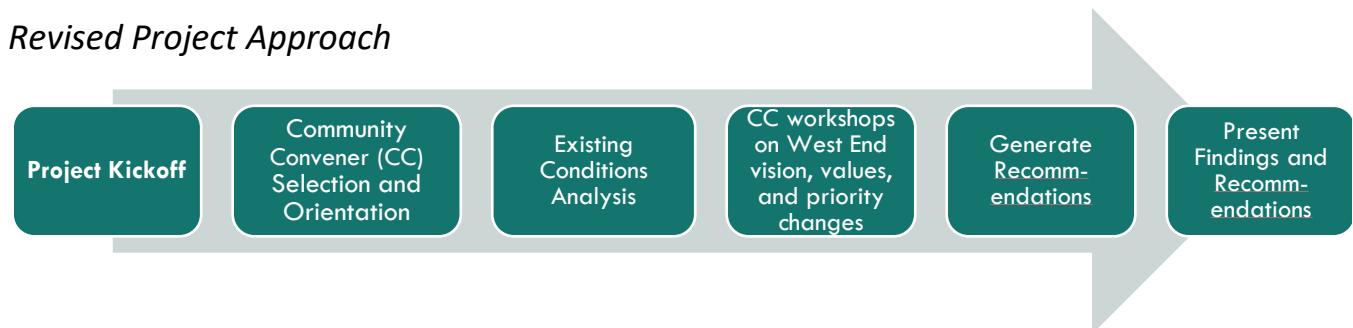 Revised Project Approach
Project Kickoff
Community
Convener (CC)
Selection and
Orientation
Existing
Conditions
Analysis
CC workshops
on West End
vision, values,
and priority
changes
Generate
Recomm-
endations
Present
Findings and
Recomm-
endations